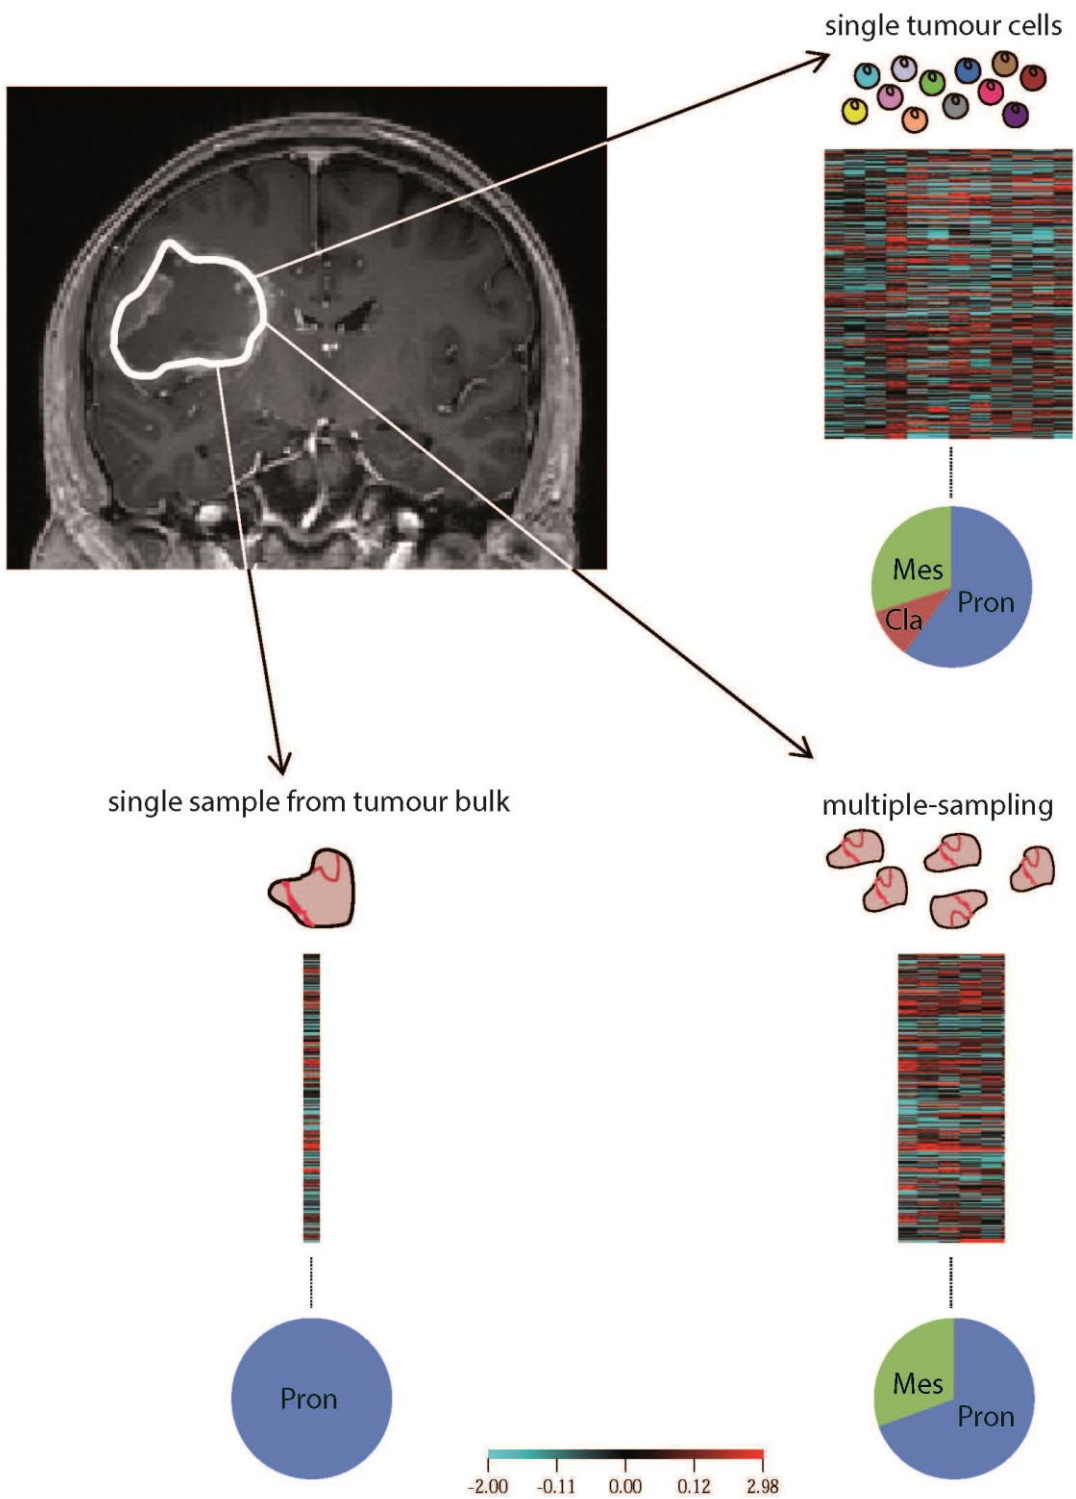 single tumour cells
Mes
Pron
Cla
single sample from tumour bulk
multiple-sampling
Pron
Mes
Pron
-2.00 -0.11 0.00 0.12 2.98